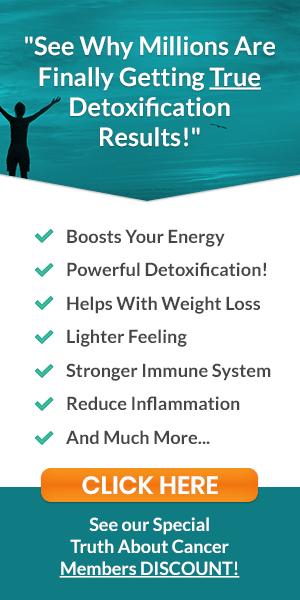 "See Why Millions Are
Finally Getting True
Detoxification
Results!"
Boosts Your Energy
Powerful Detoxification!
Helps With Weight Loss
Lighter Feeling
Stronger Immune System
Reduce Inflammation
And Much More...
CLICK HERE
See our Special
Truth About Cancer
Members DISCOUNT!